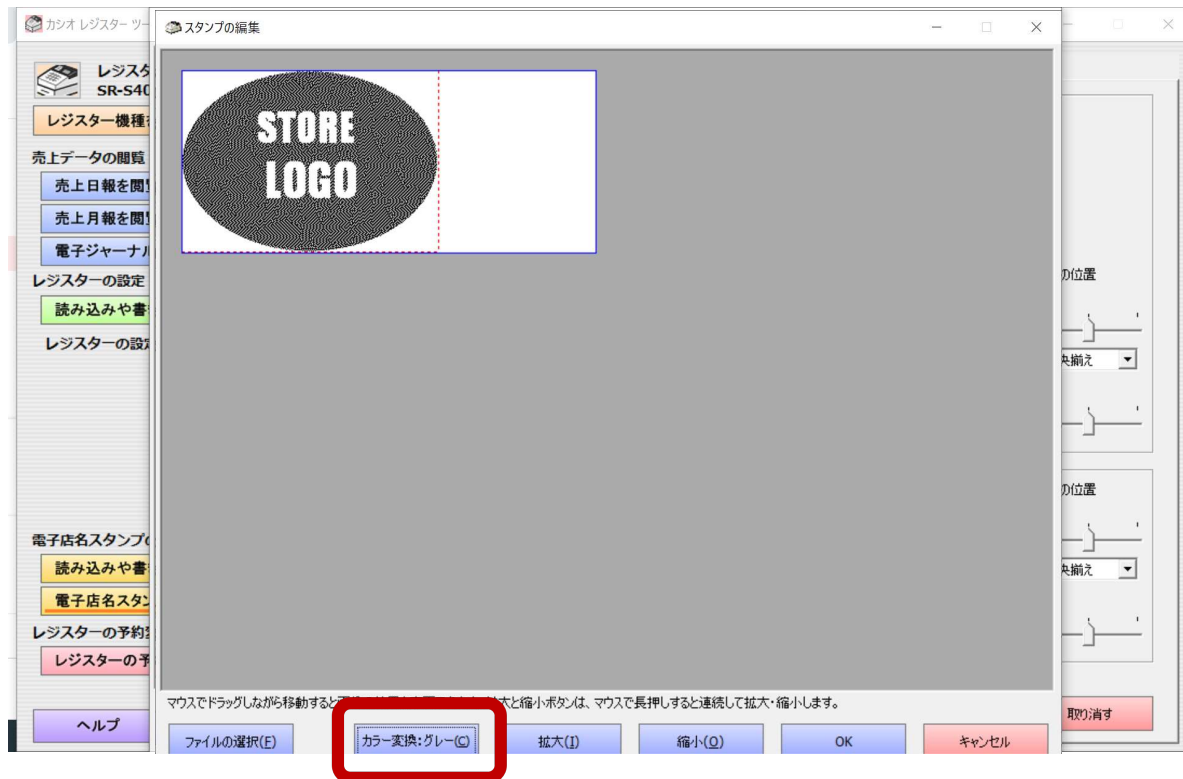 カシオ レジスター ツー
スタンプの編集
レジスタ
SR-S40
レジスター機種
売上データの閲覧
売上日報を閲
売上月報を閲
電子ジャーナル
レジスターの設定
読み込みや書
レジスターの設定
STORE
LOGO
の位置
央揃え
の位置
央揃え
電子店名スタンプの
読み込みや書
電子店名スタン
レジスターの予約
レジスターの予
ヘルプ
マウスでドラッグしながら移動すると
大と縮小ボタンは、マウスで長押しすると連続して拡大・縮小します。
ファイルの選択(F)
カラー変換:グレー(C)
拡大(I)
縮小(O)
OK
キャンセル
取り消す